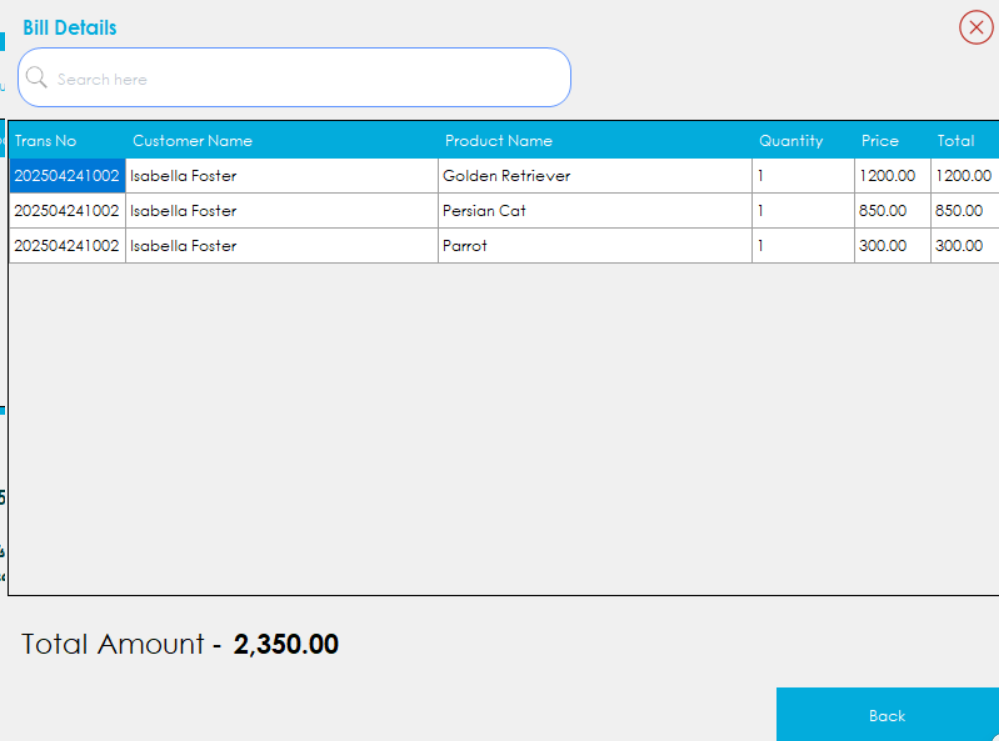 Bill Details
Search here
Trans No Customer Name Product Name Quantity Price Total
202504241002 Isabella Foster Golden Retriever 1 1200.00 1200.00
202504241002 Isabella Foster Persian Cat 1 850.00 850.00
202504241002 Isabella Foster Parrot 1 300.00 300.00
Total Amount - 2,350.00
Back